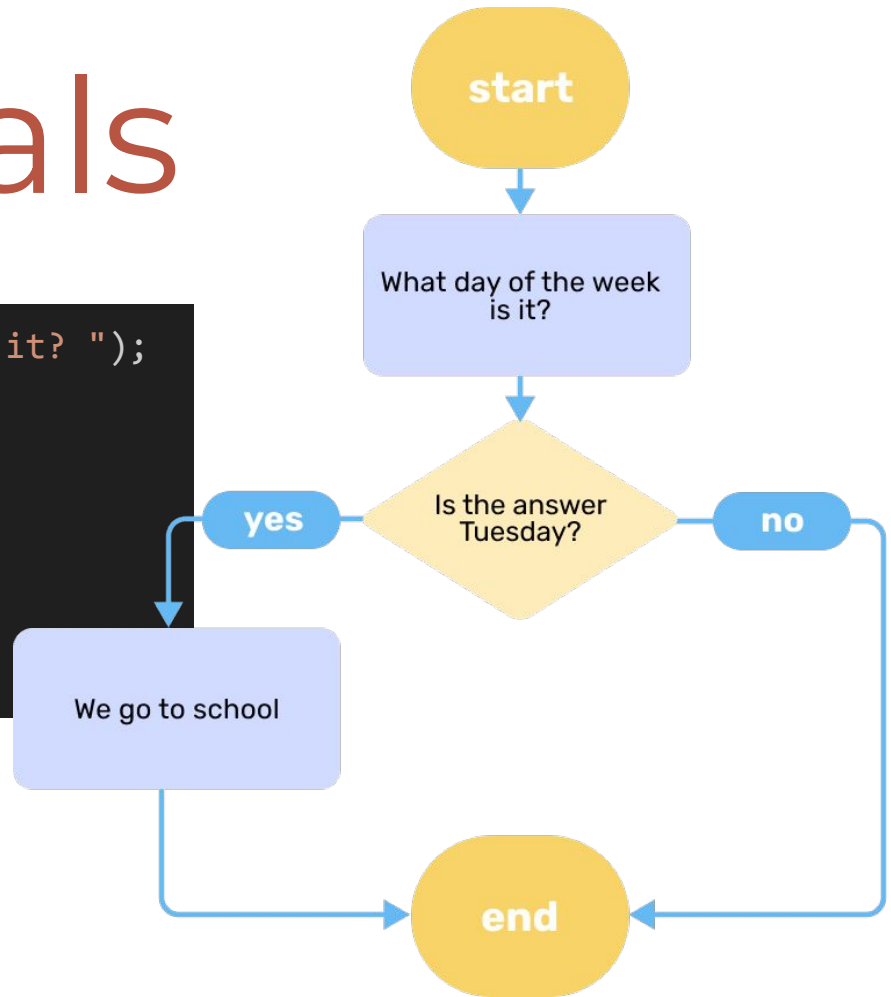 als
it? ");
start
What day of the week
is it?
Is the answer
Tuesday?
yes
no
We go to school
end